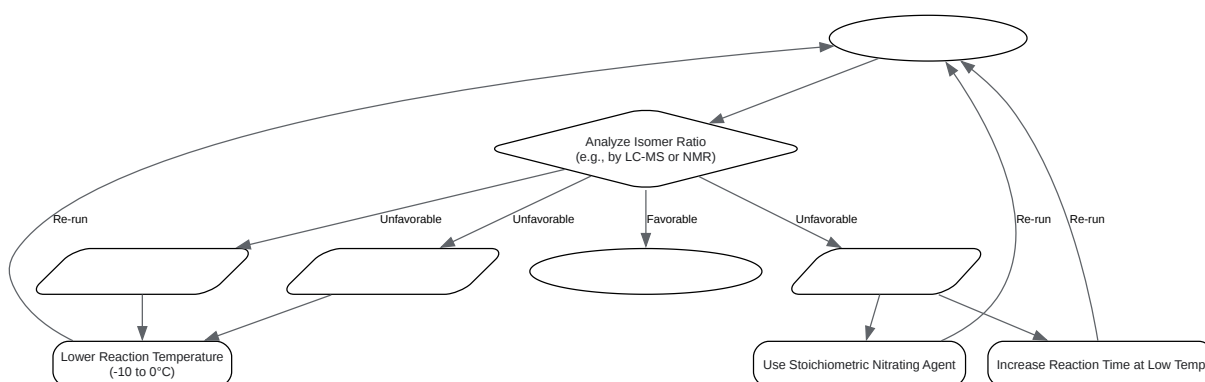 Analyze Isomer Ratio
(e.g., by LC-MS or NMR)
Re-run
Unfavorable
Unfavorable
Favorable
Unfavorable
Re-run
Re-run
Lower Reaction Temperature
(-10 to 0°C)
Use Stoichiometric Nitrating Agent
Increase Reaction Time at Low Temp